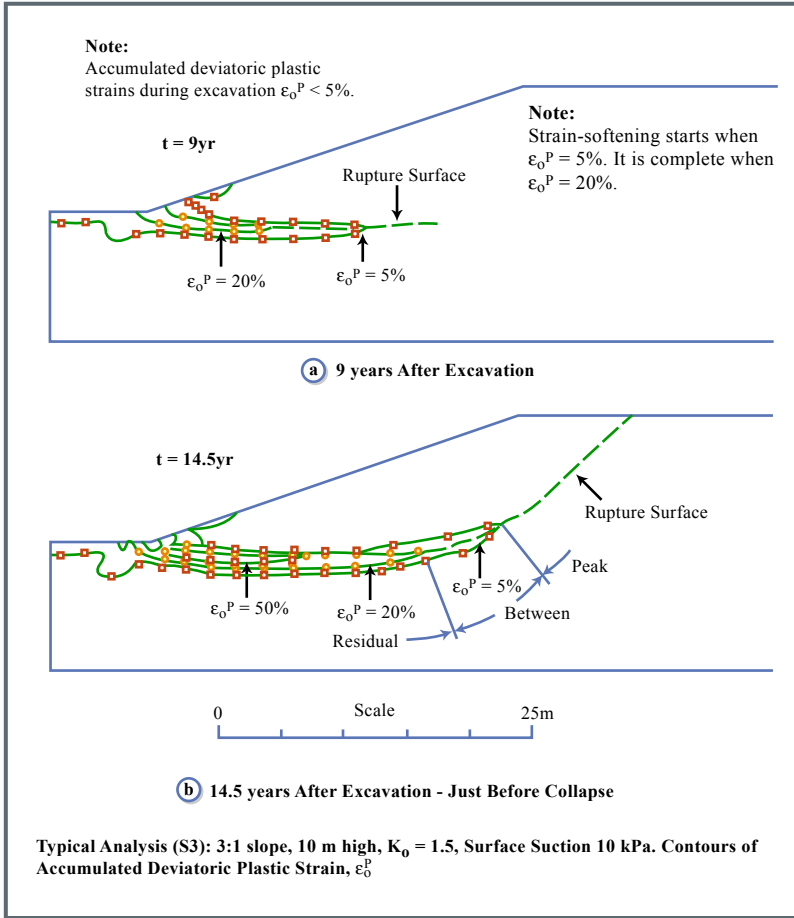 Note:
Accumulated deviatoric plastic
strains during excavation εₒᴾ < 5%.
t = 9yr
Note:
Strain-softening starts when
εₒᴾ = 5%. It is complete when
εₒᴾ = 20%.
Rupture Surface
εₒᴾ = 20%
εₒᴾ = 5%
a 9 years After Excavation
t = 14.5yr
Rupture Surface
εₒᴾ = 50%
εₒᴾ = 20%
εₒᴾ = 5%
Peak
Between
Residual
0 Scale 25m
b 14.5 years After Excavation - Just Before Collapse
Typical Analysis (S3): 3:1 slope, 10 m high, Kₒ = 1.5, Surface Suction 10 kPa. Contours of
Accumulated Deviatoric Plastic Strain, εₒᴾ